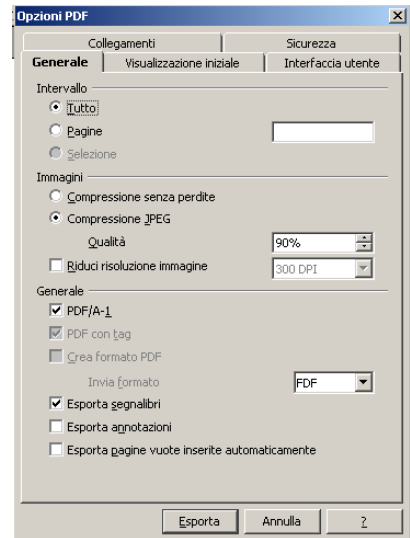 Opzioni PDF
Collegamenti Sicurezza
Generale Visualizzazione iniziale Interfaccia utente
Intervallo
Tutto
Pagine
Selezione
Immagini
Compressione senza perdite
Compressione JPEG
Qualità 90%
Riduci risoluzione immagine 300 DPI
Generale
PDF/A-1
PDF con tag
Crea formato PDF
Invia formato FDF
Esporta segnalibri
Esporta annotazioni
Esporta pagine vuote inserite automaticamente
Esporta Annulla ?